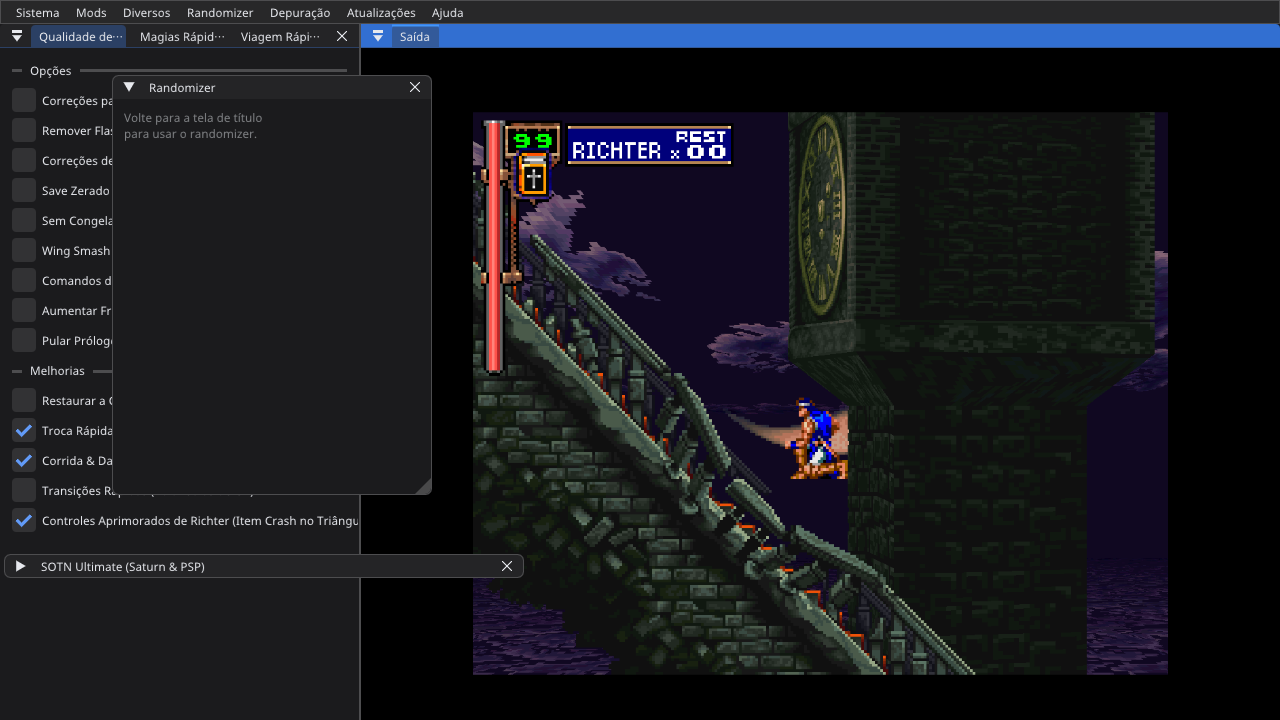 Sistema Mods Diversos Randomizer Depuração Atualizações Ajuda
Qualidade de··· Magias Rápid··· Viagem Rápi··· Saída
Opções
Randomizer
Volte para a tela de título
para usar o randomizer.
Correções pa
Remover Flas
Correções de
Save Zerado
Sem Congela
Wing Smash
Comandos d
Aumentar Fr
Pular Prólogo
Melhorias
Restaurar a
Troca Rápida
Corrida & Da
Transições
Controles Aprimorados de Richter (Item Crash no Triângu
SOTN Ultimate (Saturn & PSP)
99
REST
RICHTER x 00